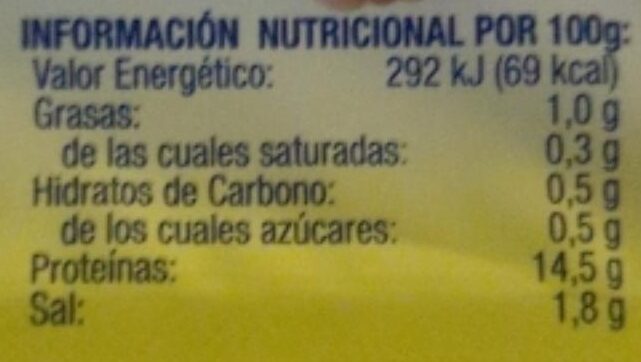 INFORMACIÓN NUTRICIONAL POR 100g:
Valor Energético: 292 kJ (69 kcal)
Grasas: 1,0 g
de las cuales saturadas: 0,3 g
Hidratos de Carbono: 0,5 g
de los cuales azúcares: 0,5 g
Proteínas: 14,5 g
Sal: 1,8 g